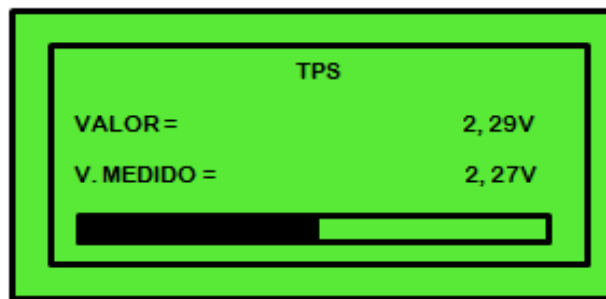 TPS
VALOR = 2, 29V
V. MEDIDO = 2, 27V